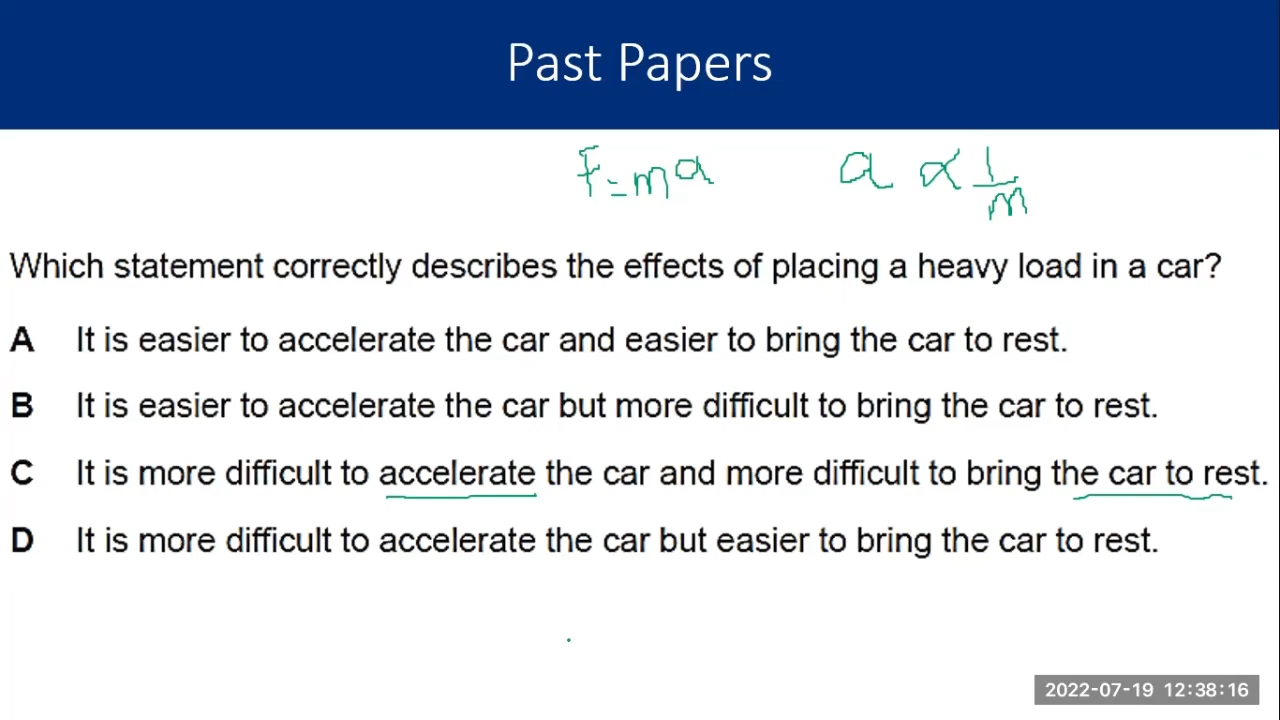 Past Papers
F=ma a ∝ 1/m
Which statement correctly describes the effects of placing a heavy load in a car?
A It is easier to accelerate the car and easier to bring the car to rest.
B It is easier to accelerate the car but more difficult to bring the car to rest.
C It is more difficult to accelerate the car and more difficult to bring the car to rest.
D It is more difficult to accelerate the car but easier to bring the car to rest.
2022-07-19 12:38:16